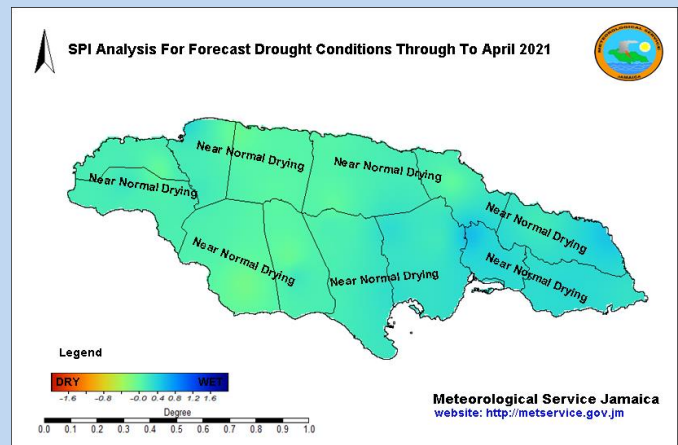 SPI Analysis For Forecast Drought Conditions Through To April 2021
METEOROLOGICAL SERVICE
JAMAICA
Near Normal Drying
Near Normal Drying
Near Normal Drying
Near Normal Drying
Near Normal Drying
Near Normal Drying
Near Normal Drying
Legend
DRY WET
-1.6 -0.8 -0.0 0.4 0.8 1.2 1.6
Degree
0.0 0.1 0.2 0.3 0.4 0.5 0.6 0.7 0.8 0.9 1.0
Meteorological Service Jamaica
website: http://metservice.gov.jm